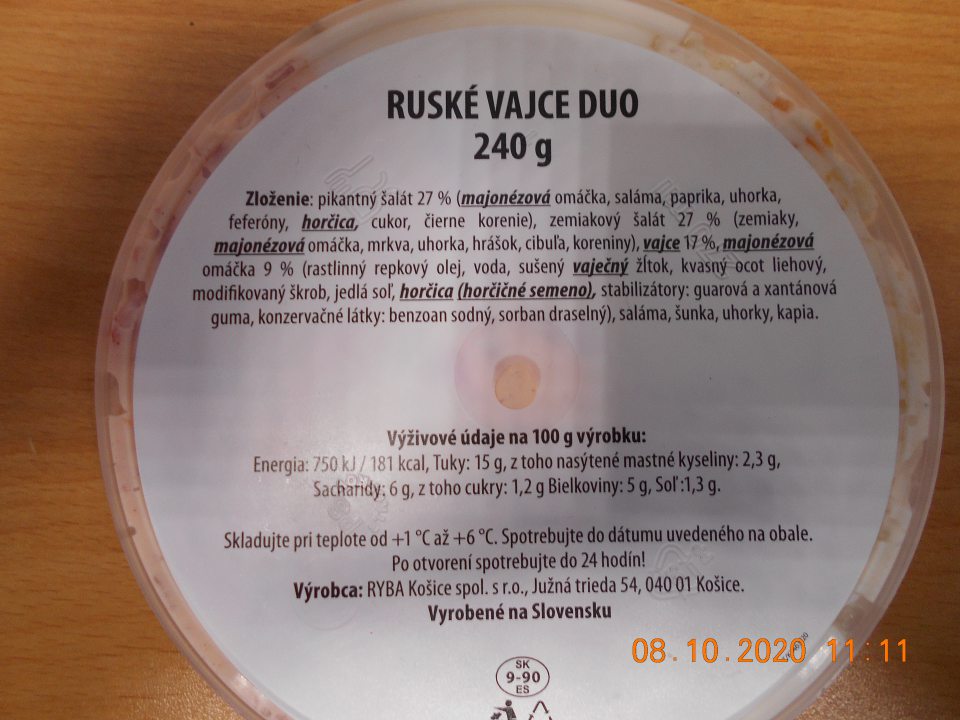 RUSKÉ VAJCE DUO
240 g
Zloženie: pikantný šalát 27 % (majonézová omáčka, saláma, paprika, uhorka,
feferóny, horčica, cukor, čierne korenie), zemiakový šalát 27 % (zemiaky,
majonézová omáčka, mrkva, uhorka, hrášok, cibuľa, koreniny), vajce 17 %, majonézová
omáčka 9 % (rastlinný repkový olej, voda, sušený vaječný žĺtok, kvasný ocot liehový,
modifikovaný škrob, jedlá soľ, horčica (horčičné semeno), stabilizátory: guarová a xantánová
guma, konzervačné látky: benzoan sodný, sorban draselný), saláma, šunka, uhorky, kapia.
Výživové údaje na 100 g výrobku:
Energia: 750 kJ / 181 kcal, Tuky: 15 g, z toho nasýtené mastné kyseliny: 2,3 g,
Sacharidy: 6 g, z toho cukry: 1,2 g Bielkoviny: 5 g, Soľ :1,3 g.
Skladujte pri teplote od +1 °C až +6 °C. Spotrebujte do dátumu uvedeného na obale.
Po otvorení spotrebujte do 24 hodín!
Výrobca: RYBA Košice spol. s r.o., Južná trieda 54, 040 01 Košice.
Vyrobené na Slovensku
08.10.2020 11:11
SK
9-90
ES